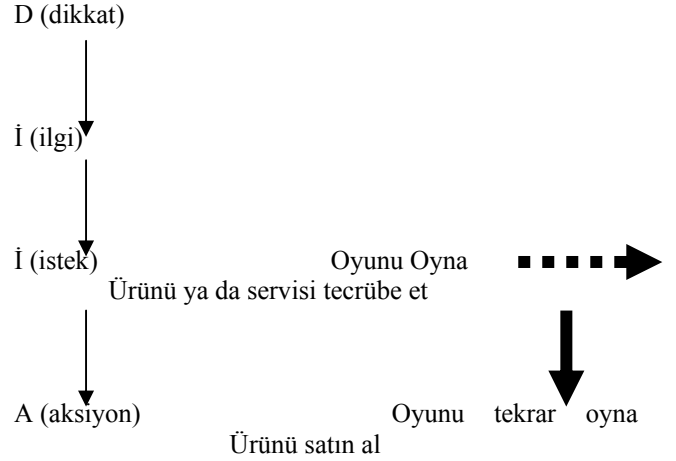 D (dikkat)
İ (ilgi)
İ (istek) Oyunu Oyna
Ürünü ya da servisi tecrübe et
A (aksiyon) Oyunu tekrar oyna
Ürünü satın al